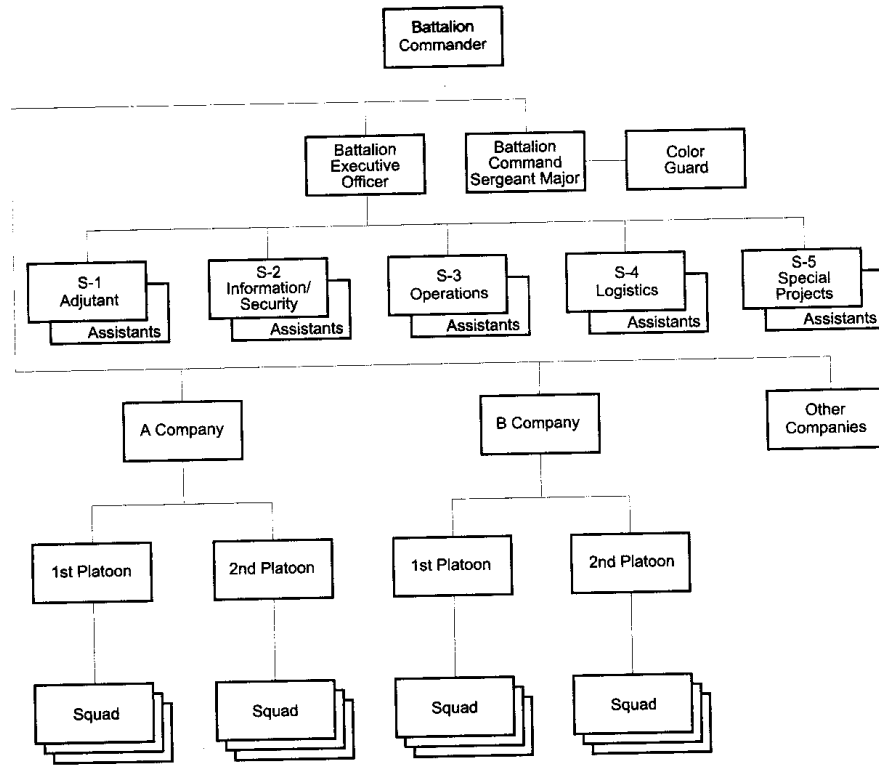 Battalion
Commander
Battalion
Executive
Officer
Battalion
Command
Sergeant Major
Color
Guard
S-1
Adjutant
Assistants
S-2
Information/
Security
Assistants
S-3
Operations
Assistants
S-4
Logistics
Assistants
S-5
Special
Projects
Assistants
A Company
B Company
Other
Companies
1st Platoon
2nd Platoon
1st Platoon
2nd Platoon
Squad
Squad
Squad
Squad